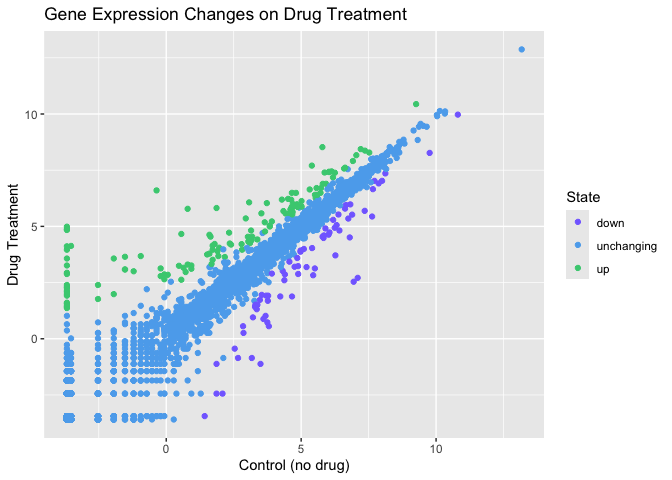 Gene Expression Changes on Drug Treatment
10
5
0
Drug Treatment
0 5 10
Control (no drug)
State
down
unchanging
up